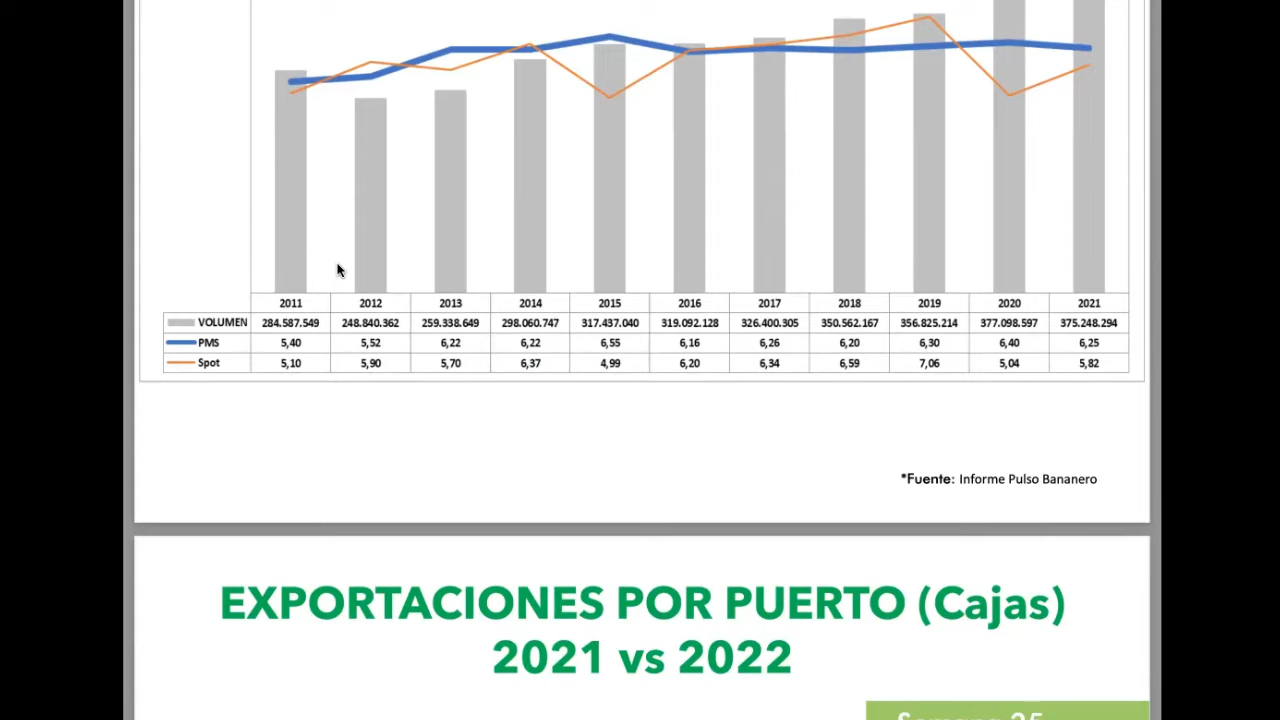 2011 2012 2013 2014 2015 2016 2017 2018 2019 2020 2021
VOLUMEN 284.587.549 248.840.362 259.338.649 298.060.747 317.437.040 319.092.128 326.400.305 350.562.167 356.825.214 377.098.597 375.248.294
PMS 5,40 5,52 6,22 6,22 6,55 6,16 6,26 6,20 6,30 6,40 6,25
Spot 5,10 5,90 5,70 6,37 4,99 6,20 6,34 6,59 7,06 5,04 5,82
*Fuente: Informe Pulso Bananero
EXPORTACIONES POR PUERTO (Cajas)
2021 vs 2022